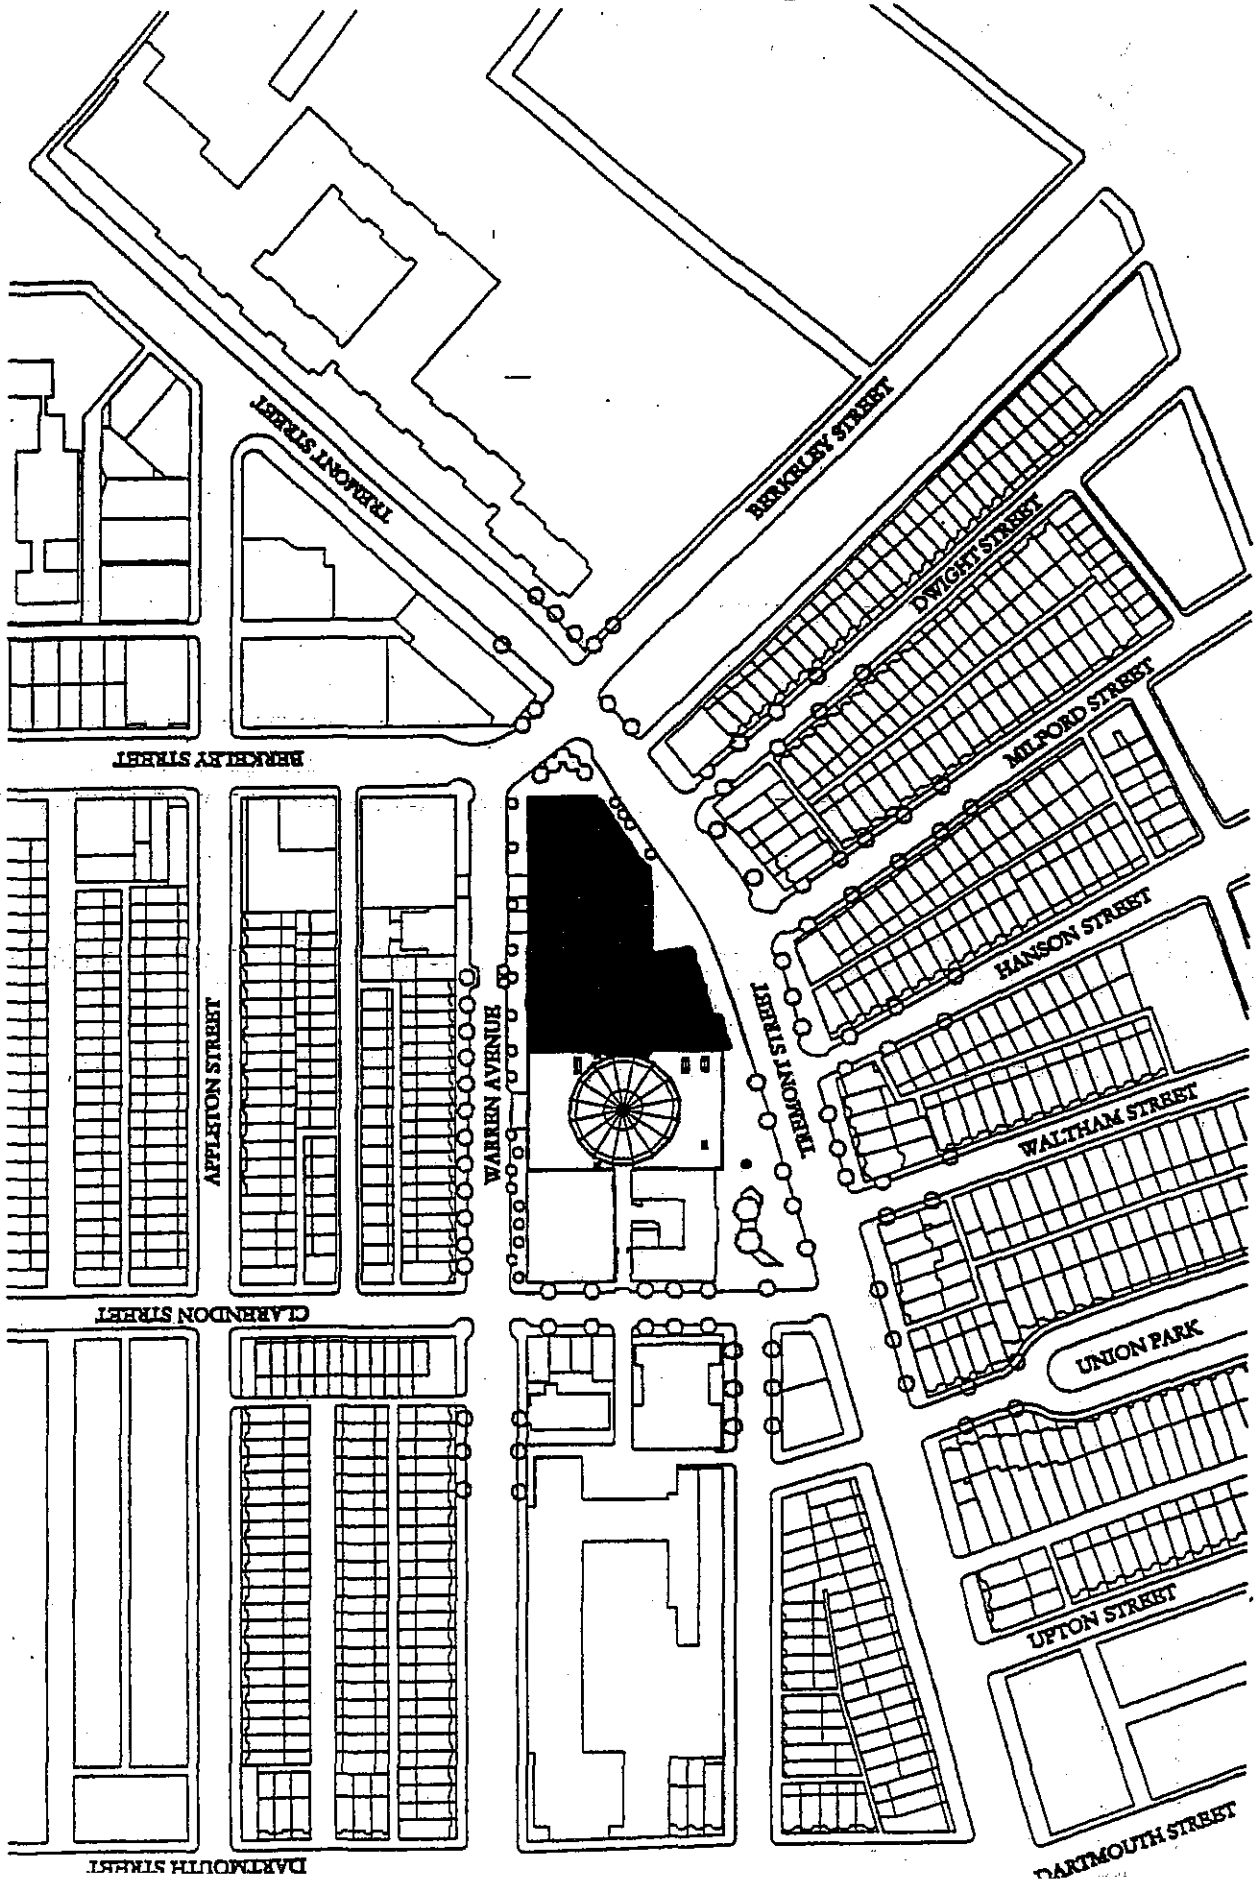 TREMONT STREET
BERKELEY STREET
DWIGHT STREET
MILFORD STREET
BERKELEY STREET
HANSON STREET
APPLETON STREET
WARREN AVENUE
TREMONT STREET
WALTHAM STREET
CLARENDON STREET
UNION PARK
UPTON STREET
DARTMOUTH STREET
DARTMOUTH STREET